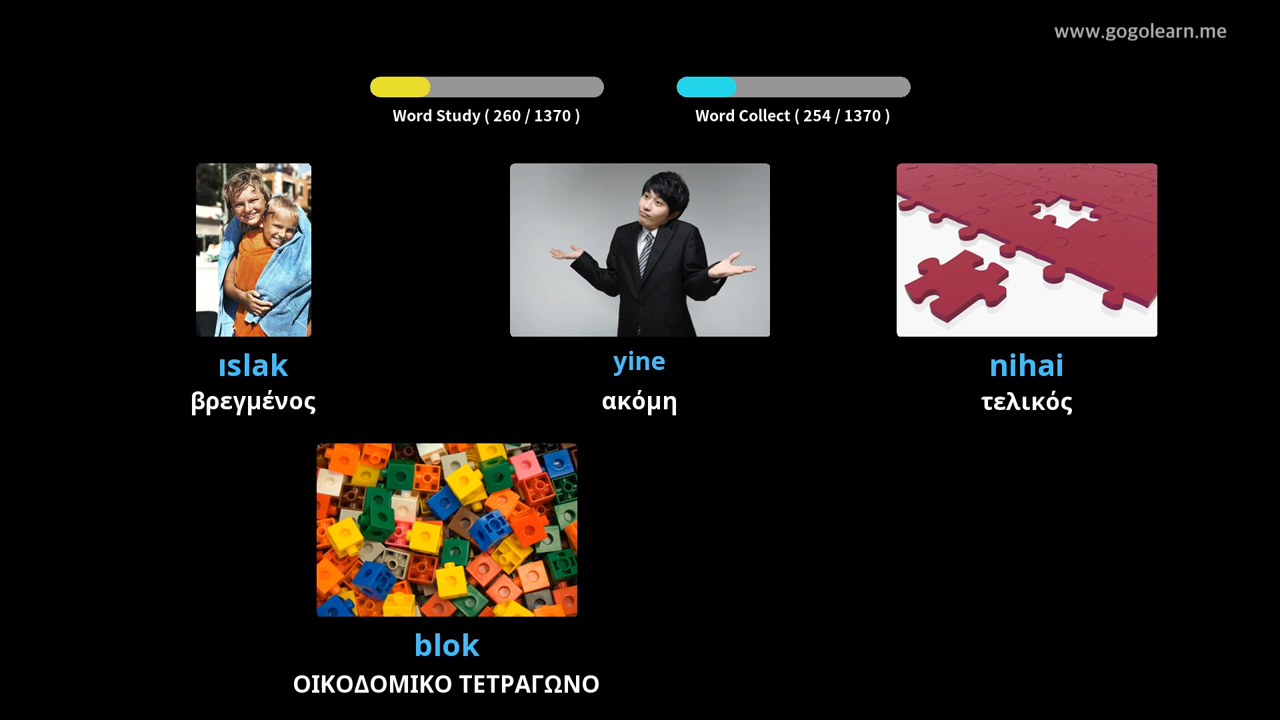 www.gogolearn.me
Word Study ( 260 / 1370 )
Word Collect ( 254 / 1370 )
ıslak
βρεγμένος
yine
ακόμη
nihai
τελικός
blok
ΟΙΚΟΔΟΜΙΚΟ ΤΕΤΡΑΓΩΝΟ